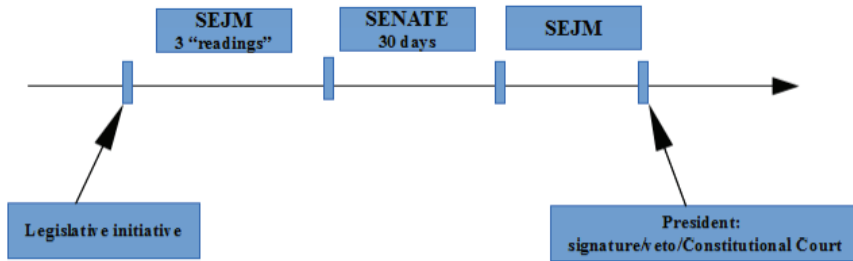 SEJM
3 “readings”
SENATE
30 days
SEJM
Legislative initiative
President:
signature/veto/Constitutional Court